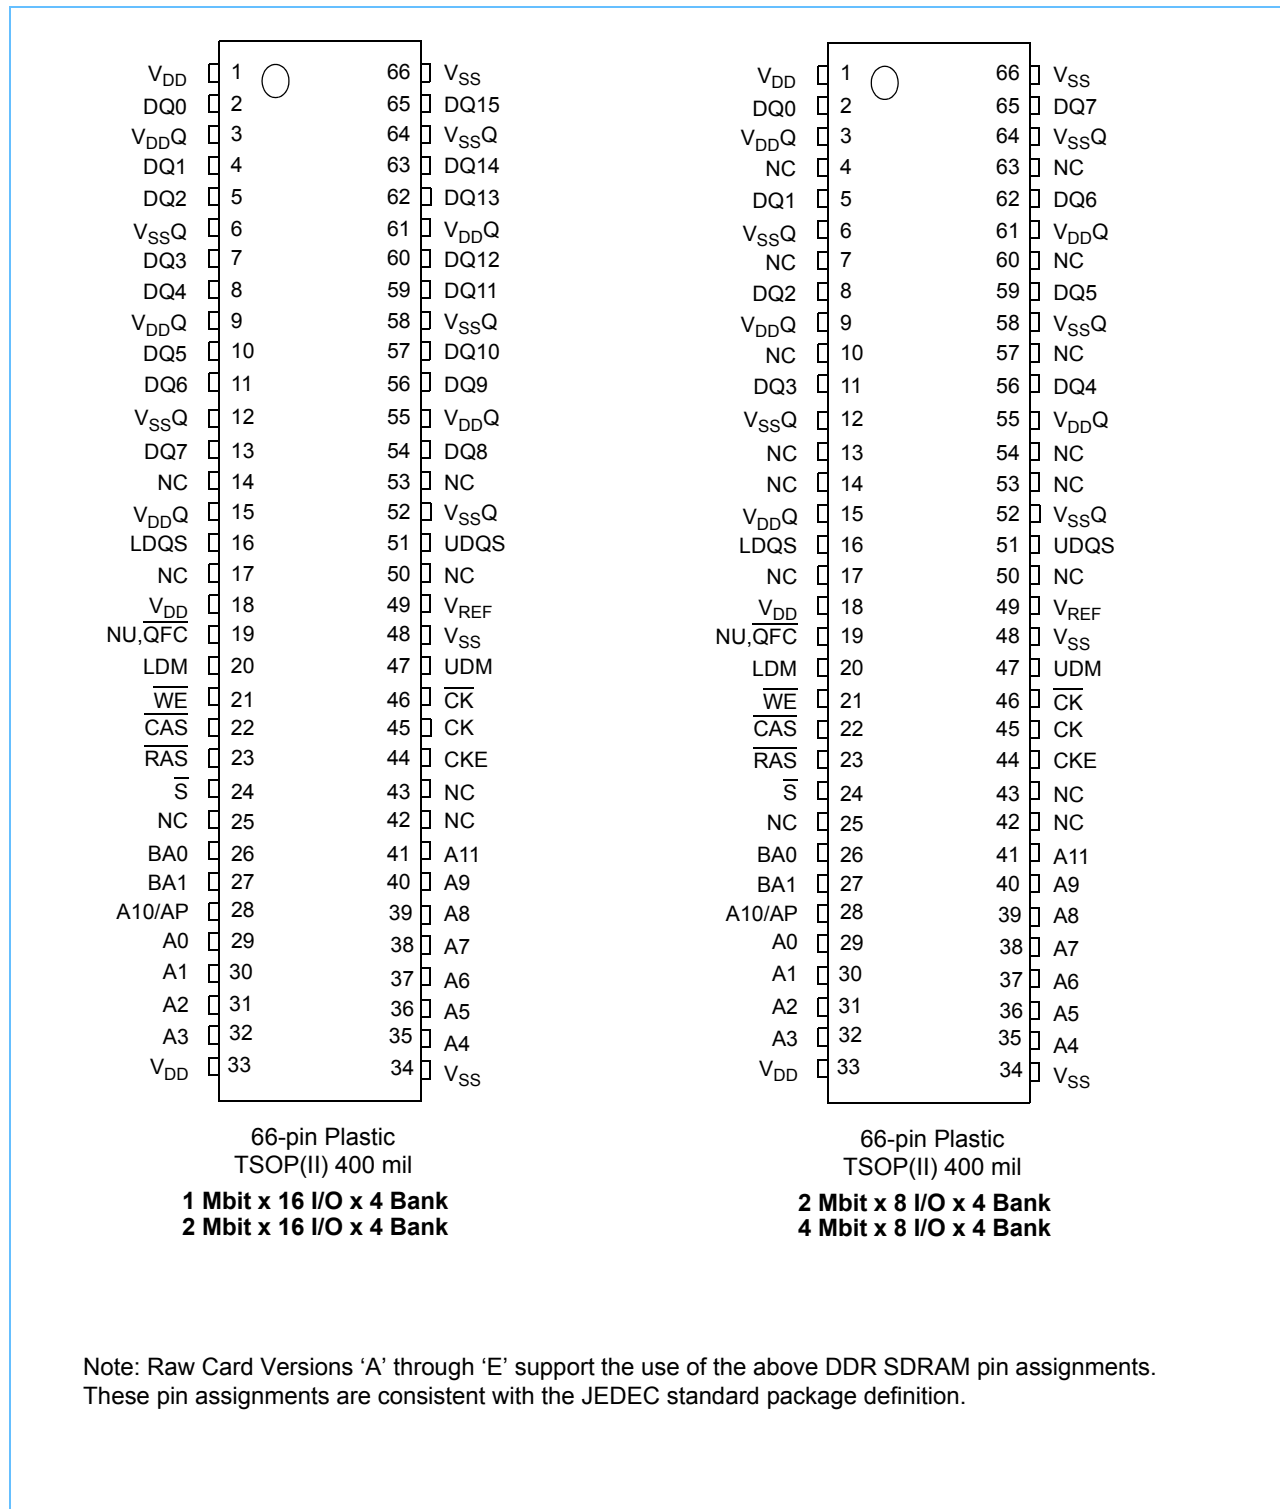 VDD 1 66 VSS
DQ0 2 65 DQ15
VDDQ 3 64 VSSQ
DQ1 4 63 DQ14
DQ2 5 62 DQ13
VSSQ 6 61 VDDQ
DQ3 7 60 DQ12
DQ4 8 59 DQ11
VDDQ 9 58 VSSQ
DQ5 10 57 DQ10
DQ6 11 56 DQ9
VSSQ 12 55 VDDQ
DQ7 13 54 DQ8
NC 14 53 NC
VDDQ 15 52 VSSQ
LDQS 16 51 UDQS
NC 17 50 NC
VDD 18 49 VREF
NU,Q̅F̅C̅ 19 48 VSS
LDM 20 47 UDM
W̅E̅ 21 46 C̅K̅
C̅A̅S̅ 22 45 CK
R̅A̅S̅ 23 44 CKE
S̅ 24 43 NC
NC 25 42 NC
BA0 26 41 A11
BA1 27 40 A9
A10/AP 28 39 A8
A0 29 38 A7
A1 30 37 A6
A2 31 36 A5
A3 32 35 A4
VDD 33 34 VSS
66-pin Plastic
TSOP(II) 400 mil
1 Mbit x 16 I/O x 4 Bank
2 Mbit x 16 I/O x 4 Bank
VDD 1 66 VSS
DQ0 2 65 DQ7
VDDQ 3 64 VSSQ
NC 4 63 NC
DQ1 5 62 DQ6
VSSQ 6 61 VDDQ
NC 7 60 NC
DQ2 8 59 DQ5
VDDQ 9 58 VSSQ
NC 10 57 NC
DQ3 11 56 DQ4
VSSQ 12 55 VDDQ
NC 13 54 NC
NC 14 53 NC
VDDQ 15 52 VSSQ
LDQS 16 51 UDQS
NC 17 50 NC
VDD 18 49 VREF
NU,Q̅F̅C̅ 19 48 VSS
LDM 20 47 UDM
W̅E̅ 21 46 C̅K̅
C̅A̅S̅ 22 45 CK
R̅A̅S̅ 23 44 CKE
S̅ 24 43 NC
NC 25 42 NC
BA0 26 41 A11
BA1 27 40 A9
A10/AP 28 39 A8
A0 29 38 A7
A1 30 37 A6
A2 31 36 A5
A3 32 35 A4
VDD 33 34 VSS
66-pin Plastic
TSOP(II) 400 mil
2 Mbit x 8 I/O x 4 Bank
4 Mbit x 8 I/O x 4 Bank
Note: Raw Card Versions ‘A’ through ‘E’ support the use of the above DDR SDRAM pin assignments.
These pin assignments are consistent with the JEDEC standard package definition.